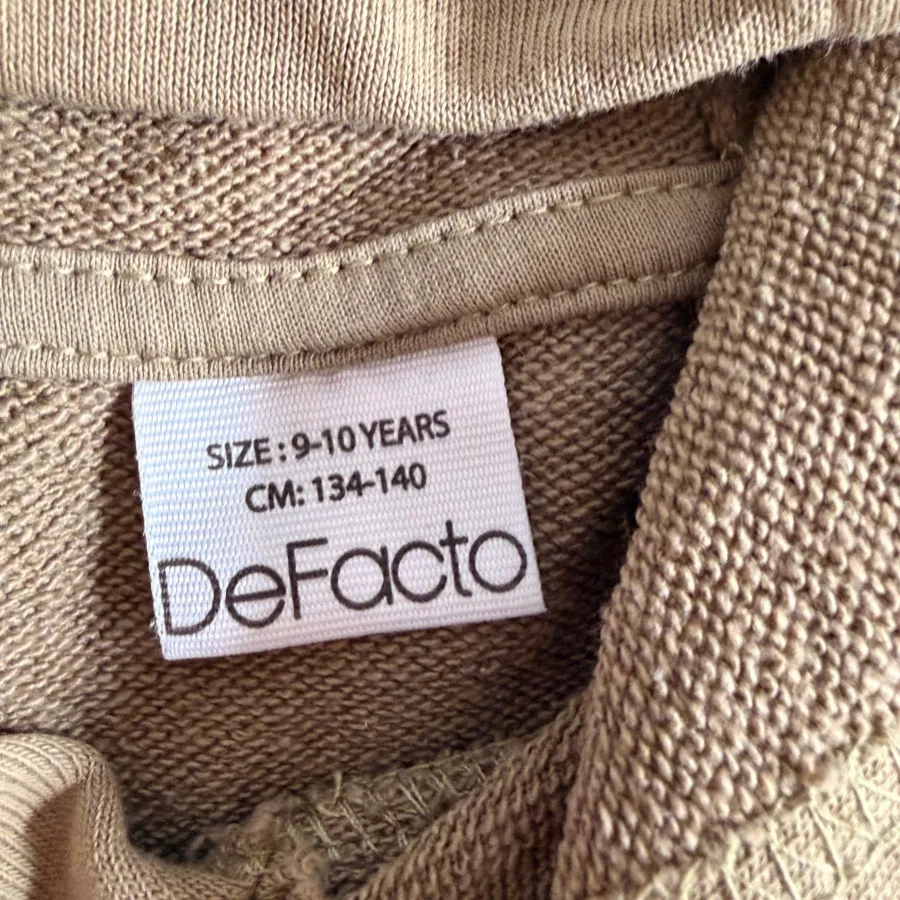 SIZE : 9-10 YEARS
CM: 134-140
DeFacto